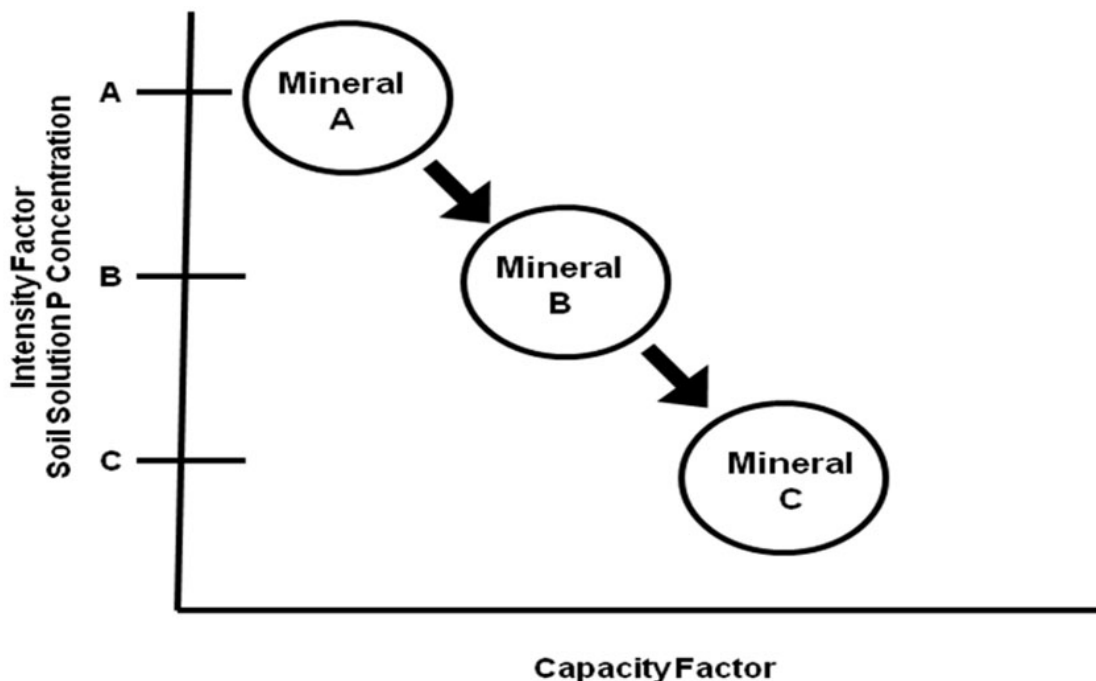 Intensity Factor
Soil Solution P Concentration
A
B
C
Mineral
A
Mineral
B
Mineral
C
Capacity Factor